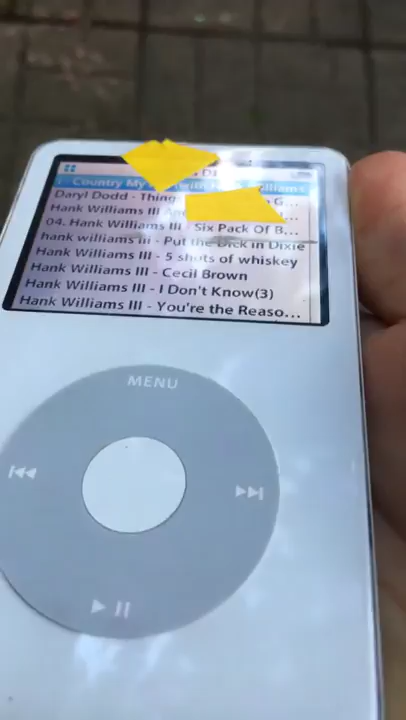 Country My
Williams
Daryl Dodd - Thing G...
Hank Williams III
04. Hank Williams III - Six Pack Of B...
hank williams iii - Put the Dick in Dixie
Hank Williams III - 5 shots of whiskey
Hank Williams III - Cecil Brown
Hank Williams III - I Don't Know(3)
Hank Williams III - You're the Reaso...
MENU